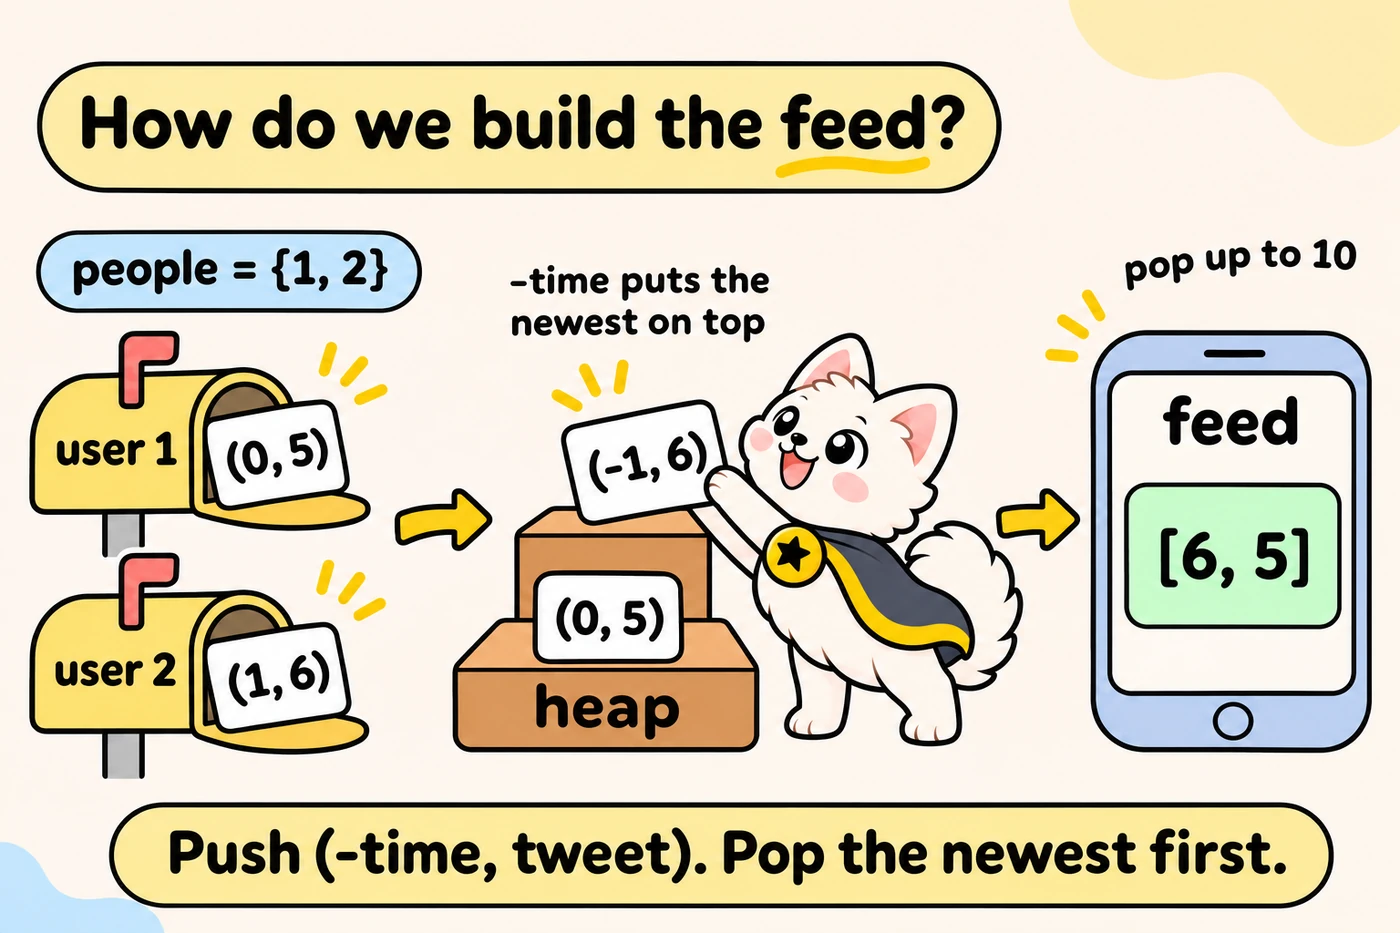 How do we build the feed?
people = {1, 2}
user 1
(0, 5)
user 2
(1, 6)
-time puts the
newest on top
(-1, 6)
(0, 5)
heap
pop up to 10
feed
[6, 5]
Push (-time, tweet). Pop the newest first.